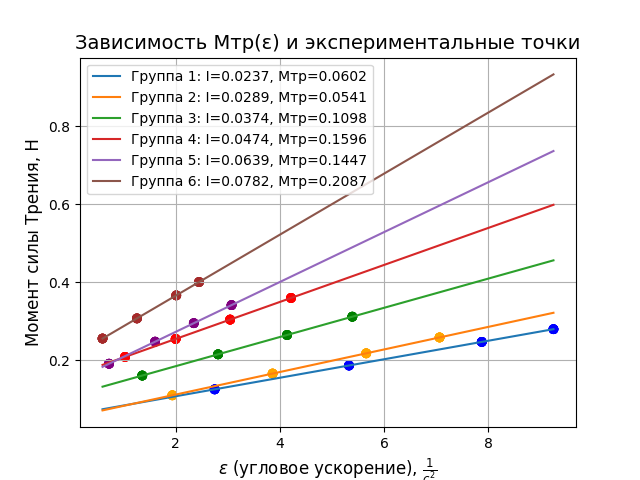 Зависимость Мтр(ε) и экспериментальные точки
Группа 1: I=0.0237, Мтр=0.0602
Группа 2: I=0.0289, Мтр=0.0541
Группа 3: I=0.0374, Мтр=0.1098
Группа 4: I=0.0474, Мтр=0.1596
Группа 5: I=0.0639, Мтр=0.1447
Группа 6: I=0.0782, Мтр=0.2087
Момент силы Трения, Н
0.8
0.6
0.4
0.2
2 4 6 8
ε (угловое ускорение), 1/с²